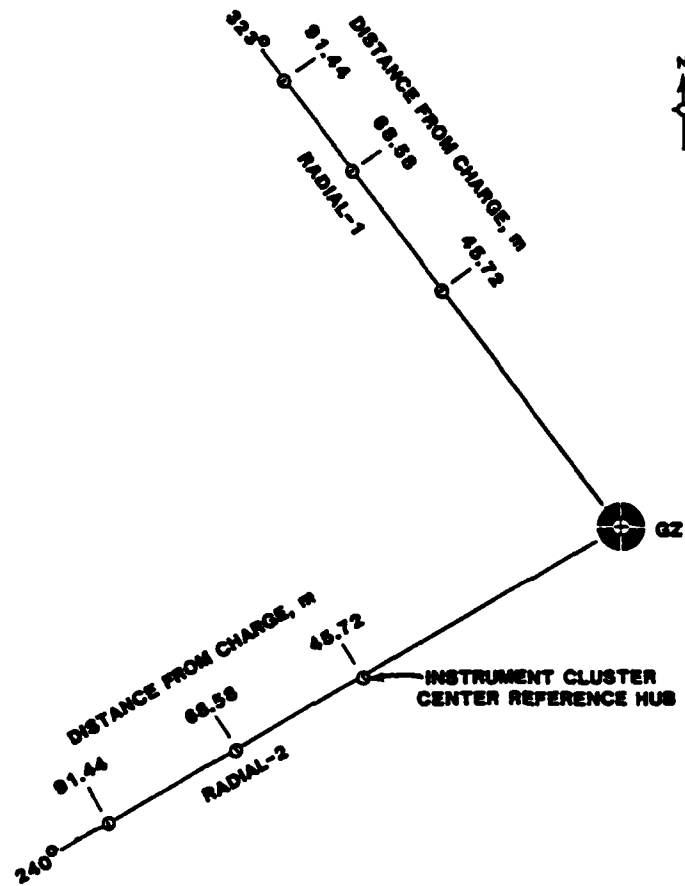 323°
91.44
DISTANCE FROM CHARGE, m
N
68.58
RADIAL-1
45.72
GZ
DISTANCE FROM CHARGE, m
45.72
INSTRUMENT CLUSTER
CENTER REFERENCE HUB
68.58
RADIAL-2
91.44
240°